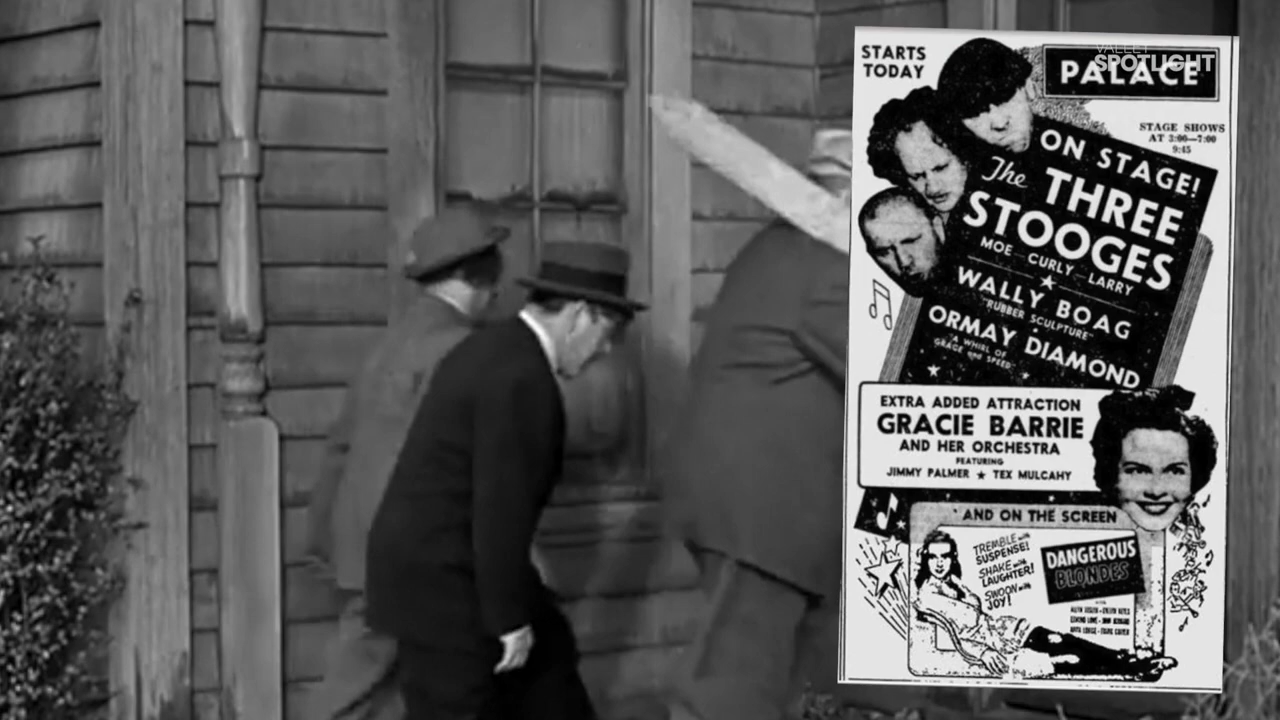 VALLEY
SPOTLIGHT
STARTS
TODAY
PALACE
STAGE SHOWS
AT 3:00—7:00
9:45
ON STAGE!
The THREE
STOOGES
MOE - CURLY - LARRY
WALLY BOAG
"RUBBER SCULPTURE"
ORMAY DIAMOND
"A WHIRL OF
GRACE and SPEED"
EXTRA ADDED ATTRACTION
GRACIE BARRIE
AND HER ORCHESTRA
FEATURING
JIMMY PALMER ★ TEX MULCAHY
AND ON THE SCREEN
TREMBLE with
SUSPENSE!
SHAKE with
LAUGHTER!
SWOON with
JOY!
DANGEROUS
BLONDES